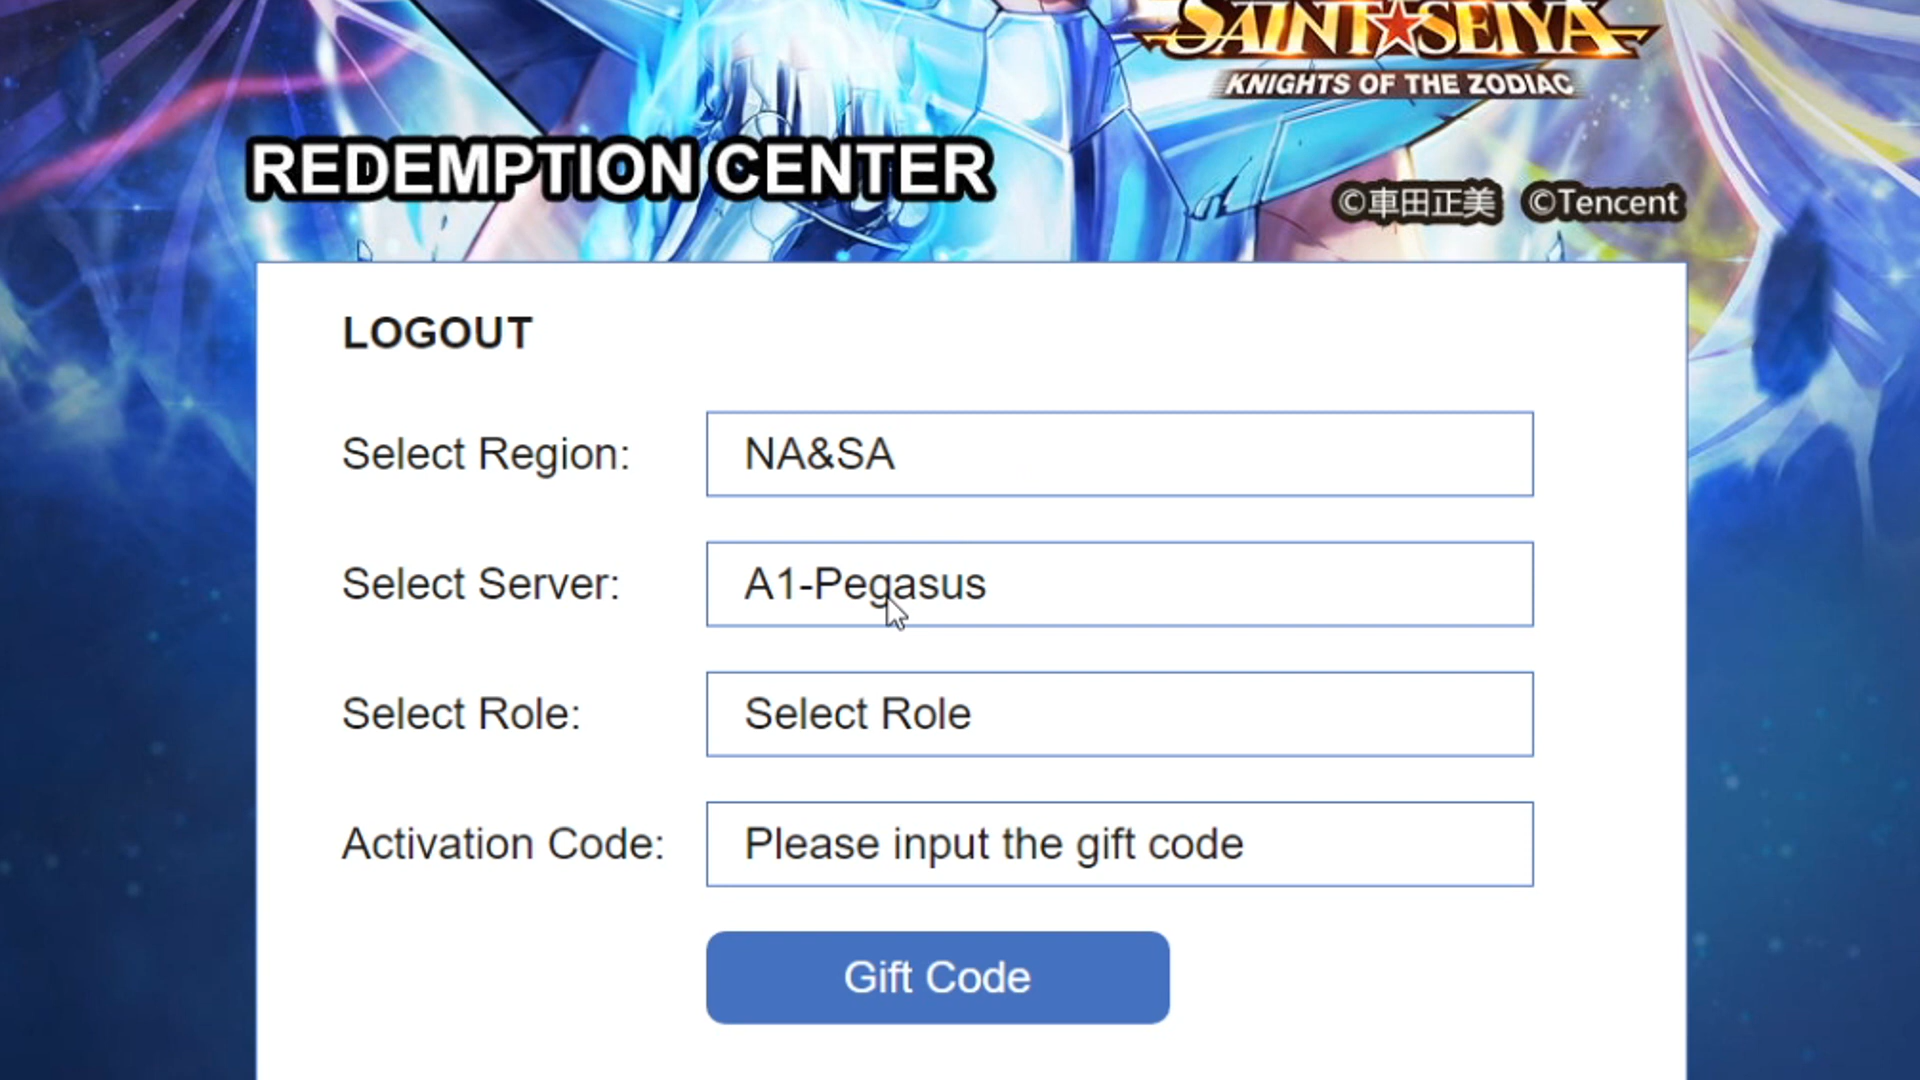 SAINT★SEIYA
KNIGHTS OF THE ZODIAC
REDEMPTION CENTER
©車田正美 ©Tencent
LOGOUT
Select Region: NA&SA
Select Server: A1-Pegasus
Select Role: Select Role
Activation Code: Please input the gift code
Gift Code